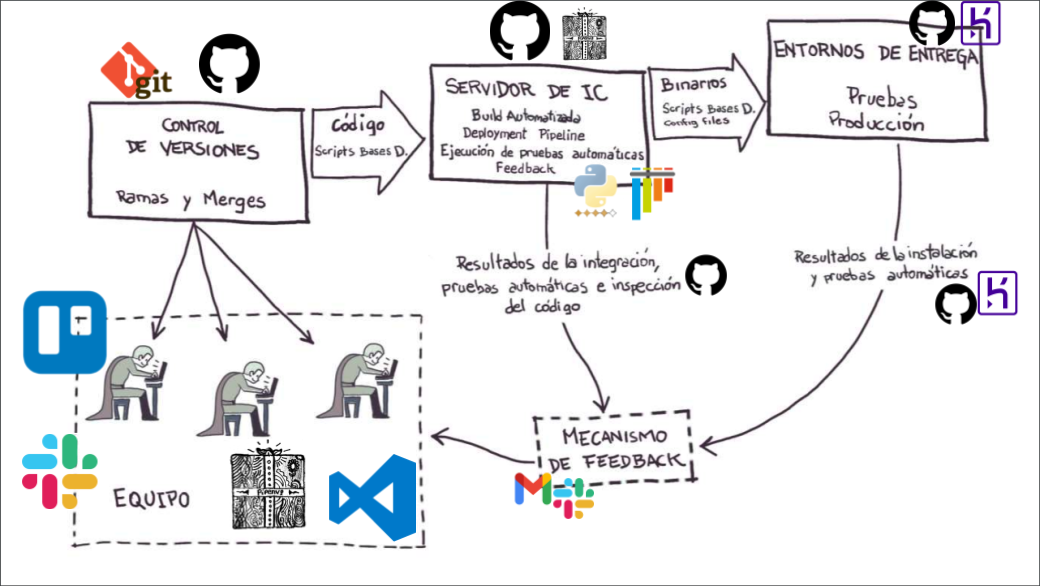 git
CONTROL
DE VERSIONES
Ramas y Merges
Código
Scripts Bases D.
SERVIDOR DE IC
Build Automatizada
Deployment Pipeline
Ejecución de pruebas automáticas
Feedback
Binarios
Scripts Bases D.
Config Files
ENTORNOS DE ENTREGA
Pruebas
Producción
Resultados de la integración,
pruebas automáticas e inspección
del código
Resultados de la instalación
y pruebas automáticas
MECANISMO
DE FEEDBACK
EQUIPO
Pipenv